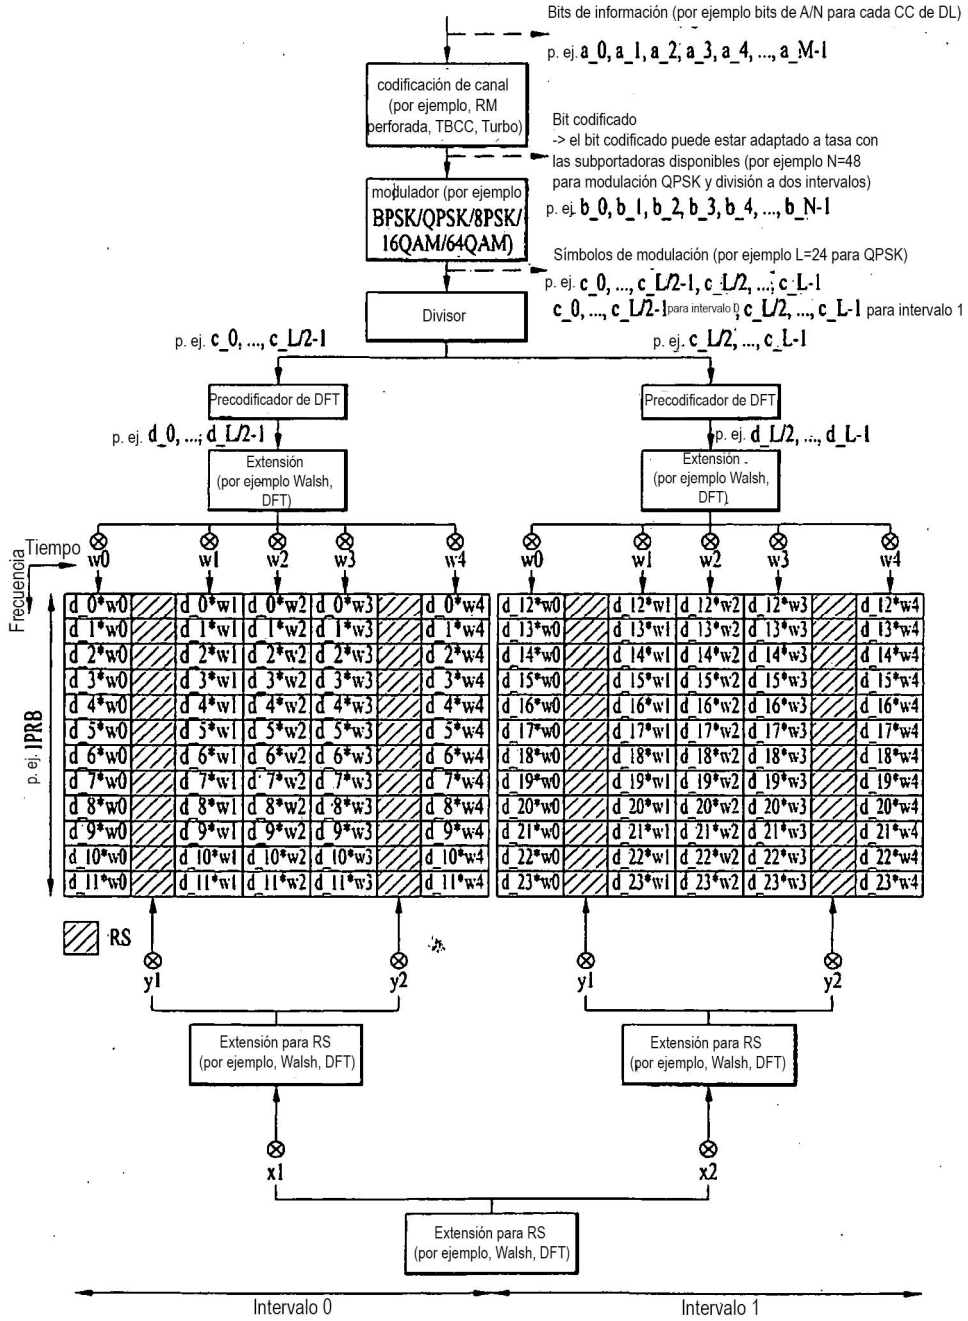 Bits de información (por ejemplo bits de A/N para cada CC de DL)
p. ej. a_0, a_1, a_2, a_3, a_4, ..., a_M-1
codificación de canal
(por ejemplo, RM
perforada, TBCC, Turbo)
Bit codificado
-> el bit codificado puede estar adaptado a tasa con
las subportadoras disponibles (por ejemplo N=48
para modulación QPSK y división a dos intervalos)
p. ej. b_0, b_1, b_2, b_3, b_4, ..., b_N-1
modulador (por ejemplo
BPSK/QPSK/8PSK/
16QAM/64QAM)
Símbolos de modulación (por ejemplo L=24 para QPSK)
p. ej. c_0, ..., c_L/2-1, c_L/2, ..., c_L-1
c_0, ..., c_L/2-1 para intervalo 0, c_L/2, ..., c_L-1 para intervalo 1
Divisor
p. ej. c_0, ..., c_L/2-1 p. ej. c_L/2, ..., c_L-1
Precodificador de DFT Precodificador de DFT
p. ej. d_0, ..., d_L/2-1 p. ej. d_L/2, ..., d_L-1
Extensión
(por ejemplo Walsh,
DFT)
Extensión
(por ejemplo Walsh,
DFT)
Frecuencia
Tiempo
w0 w1 w2 w3 w4 w0 w1 w2 w3 w4
d_0*w0 d_0*w1 d_0*w2 d_0*w3 d_0*w4 d_12*w0 d_12*w1 d_12*w2 d_12*w3 d_12*w4
d_1*w0 d_1*w1 d_1*w2 d_1*w3 d_1*w4 d_13*w0 d_13*w1 d_13*w2 d_13*w3 d_13*w4
d_2*w0 d_2*w1 d_2*w2 d_2*w3 d_2*w4 d_14*w0 d_14*w1 d_14*w2 d_14*w3 d_14*w4
d_3*w0 d_3*w1 d_3*w2 d_3*w3 d_3*w4 d_15*w0 d_15*w1 d_15*w2 d_15*w3 d_15*w4
d_4*w0 d_4*w1 d_4*w2 d_4*w3 d_4*w4 d_16*w0 d_16*w1 d_16*w2 d_16*w3 d_16*w4
d_5*w0 d_5*w1 d_5*w2 d_5*w3 d_5*w4 d_17*w0 d_17*w1 d_17*w2 d_17*w3 d_17*w4
d_6*w0 d_6*w1 d_6*w2 d_6*w3 d_6*w4 d_18*w0 d_18*w1 d_18*w2 d_18*w3 d_18*w4
d_7*w0 d_7*w1 d_7*w2 d_7*w3 d_7*w4 d_19*w0 d_19*w1 d_19*w2 d_19*w3 d_19*w4
d_8*w0 d_8*w1 d_8*w2 d_8*w3 d_8*w4 d_20*w0 d_20*w1 d_20*w2 d_20*w3 d_20*w4
d_9*w0 d_9*w1 d_9*w2 d_9*w3 d_9*w4 d_21*w0 d_21*w1 d_21*w2 d_21*w3 d_21*w4
d_10*w0 d_10*w1 d_10*w2 d_10*w3 d_10*w4 d_22*w0 d_22*w1 d_22*w2 d_22*w3 d_22*w4
d_11*w0 d_11*w1 d_11*w2 d_11*w3 d_11*w4 d_23*w0 d_23*w1 d_23*w2 d_23*w3 d_23*w4
p. ej. 1PRB
RS
y1 y2 y1 y2
Extensión para RS
(por ejemplo, Walsh, DFT)
Extensión para RS
(por ejemplo, Walsh, DFT)
x1 x2
Extensión para RS
(por ejemplo, Walsh, DFT)
Intervalo 0 Intervalo 1